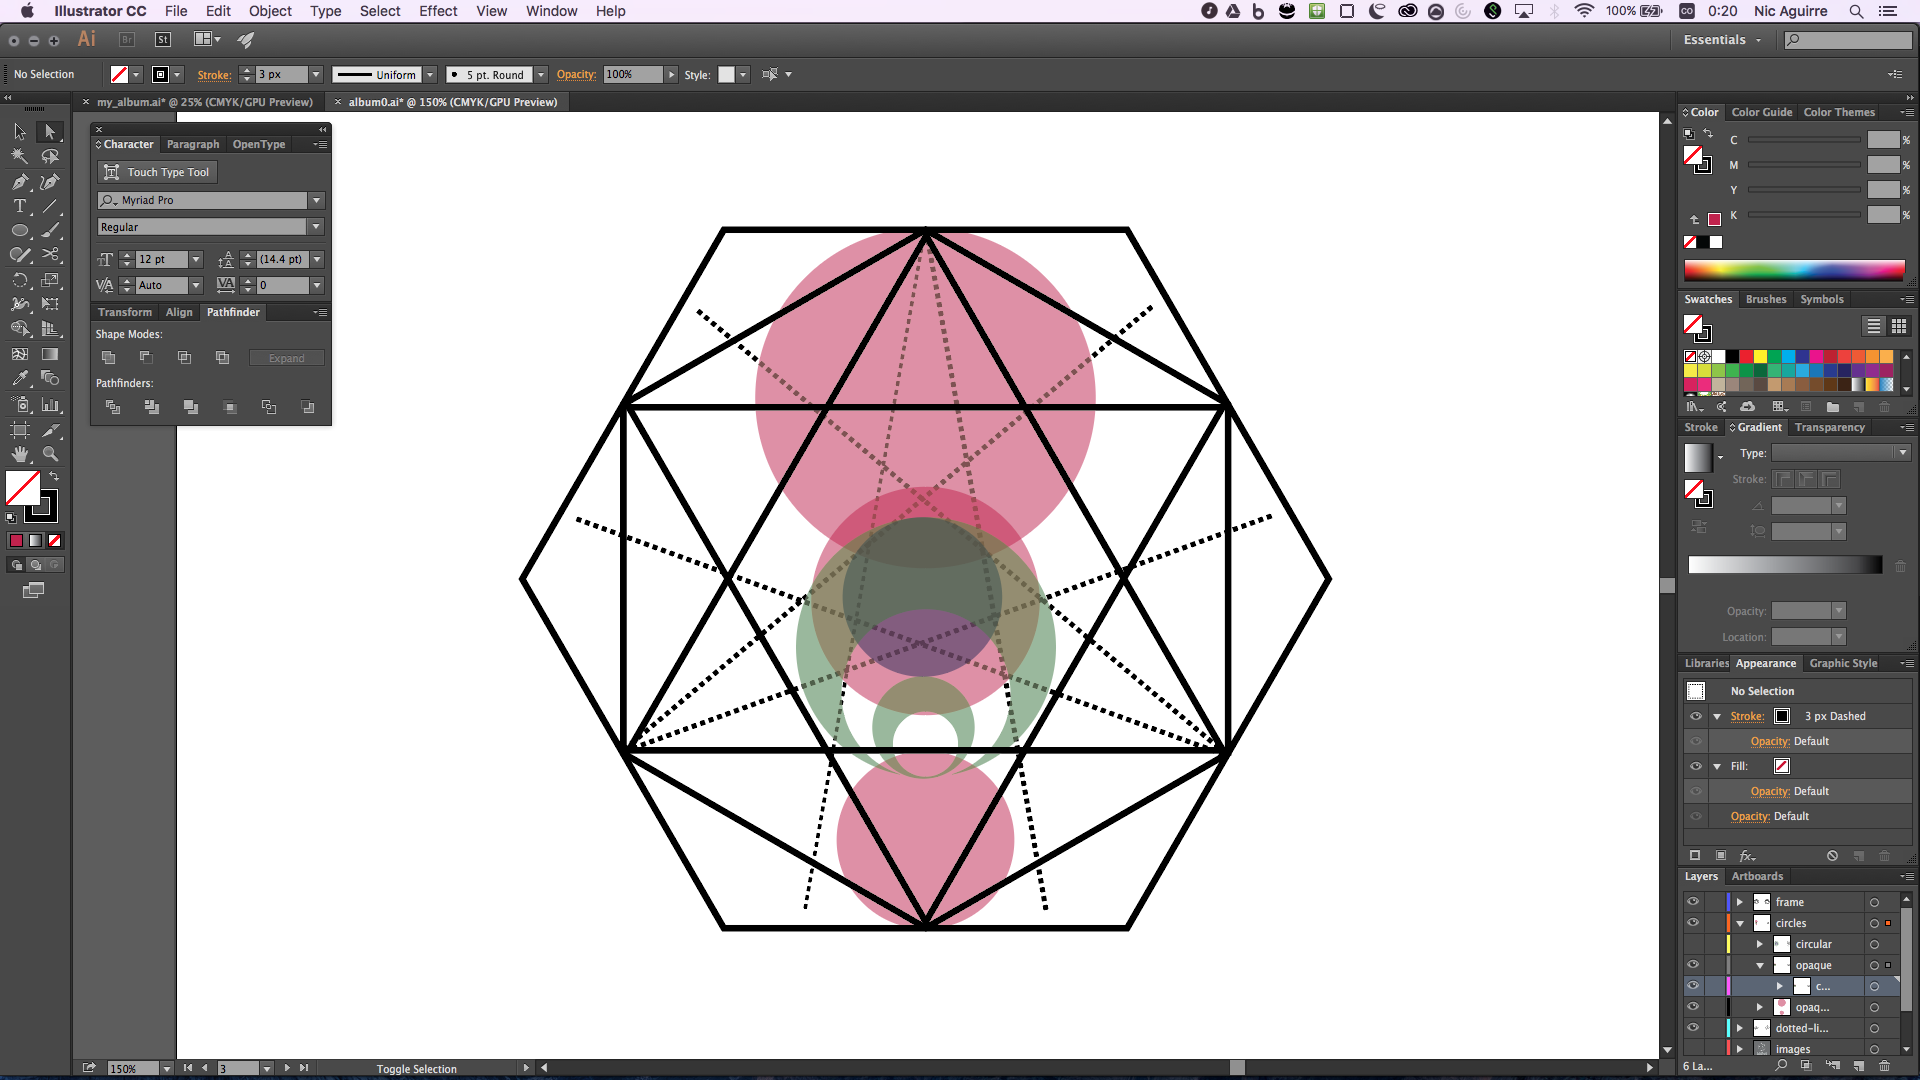 Illustrator CC File Edit Object Type Select Effect View Window Help 100% 0:20 Nic Aguirre
Ai Br St Essentials
No Selection Stroke: 3 px Uniform 5 pt. Round Opacity: 100% Style:
my_album.ai* @ 25% (CMYK/GPU Preview) album0.ai* @ 150% (CMYK/GPU Preview)
Character Paragraph OpenType
Touch Type Tool
Myriad Pro
Regular
12 pt (14.4 pt)
Auto 0
Transform Align Pathfinder
Shape Modes:
Expand
Pathfinders:
Color Color Guide Color Themes
C %
M %
Y %
K %
Swatches Brushes Symbols
Stroke Gradient Transparency
Type:
Stroke:
Opacity:
Location:
Libraries Appearance Graphic Style
No Selection
Stroke: 3 px Dashed
Opacity: Default
Fill:
Opacity: Default
Opacity: Default
fx
Layers Artboards
frame
circles
circular
opaque
c...
opaq...
dotted-li...
images
6 La...
150% 3 Toggle Selection